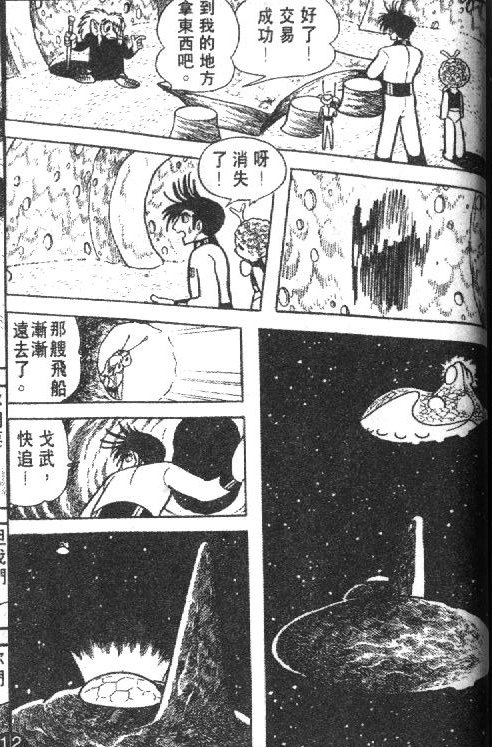 好了！
交易
成功！
到我的地方
拿東西吧。
呀！
消失
了！
那艘飛船
漸漸
遠去了。
戈武，
快追！
12